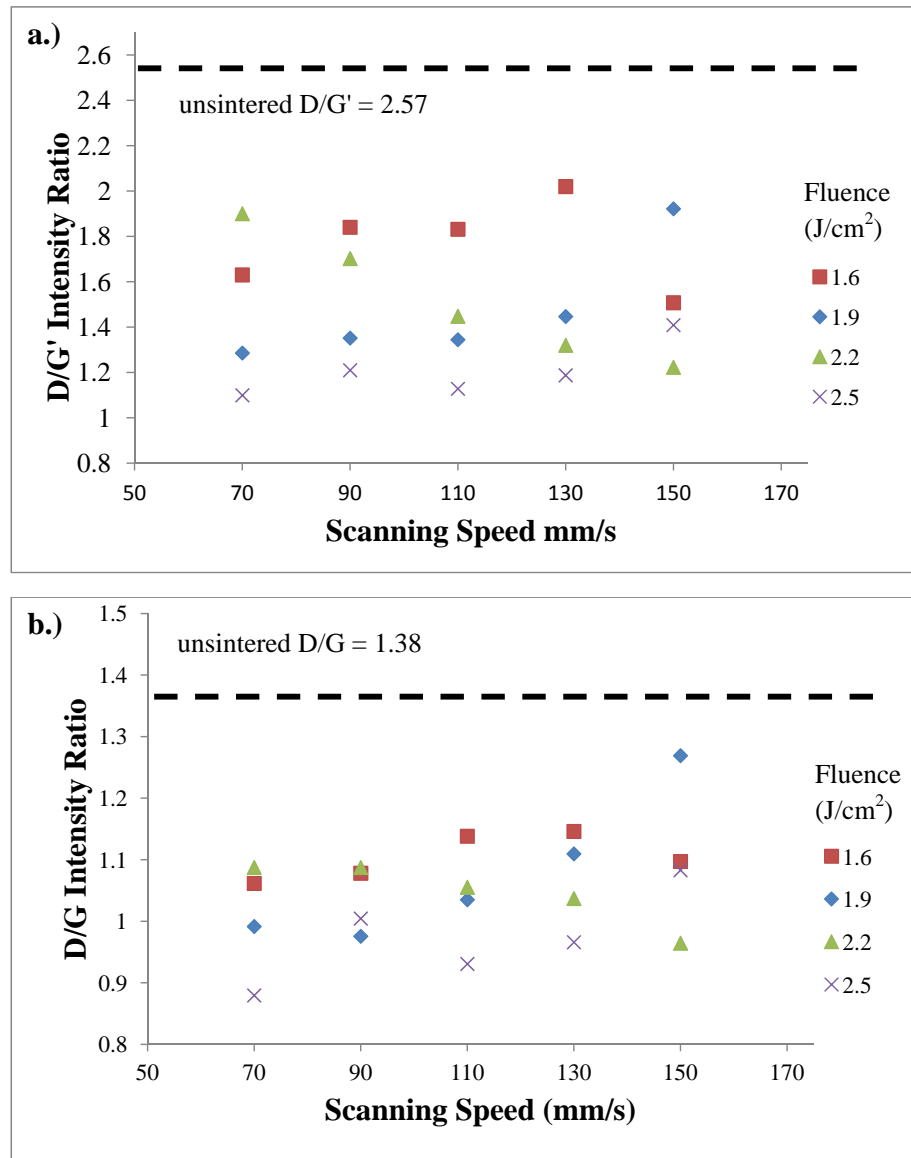 a.)
unsintered D/G' = 2.57
D/G' Intensity Ratio
2.6
2.4
2.2
2
1.8
1.6
1.4
1.2
1
0.8
50 70 90 110 130 150 170
Scanning Speed mm/s
Fluence
(J/cm²)
1.6
1.9
2.2
2.5
b.)
unsintered D/G = 1.38
D/G Intensity Ratio
1.5
1.4
1.3
1.2
1.1
1
0.9
0.8
50 70 90 110 130 150 170
Scanning Speed (mm/s)
Fluence
(J/cm²)
1.6
1.9
2.2
2.5